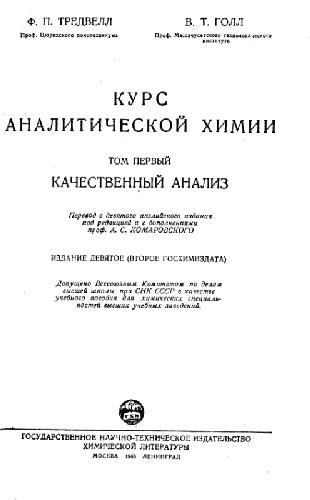 Ф. П. ТРЕДВЕЛЛ В. Т. ГОЛЛ
Проф. Цюрихского политехникума Проф. Массачусетского технологического
института
КУРС
АНАЛИТИЧЕСКОЙ ХИМИИ
ТОМ ПЕРВЫЙ
КАЧЕСТВЕННЫЙ АНАЛИЗ
Перевод с девятого английского издания
под редакцией и с дополнениями
проф. А. С. КОМАРОВСКОГО
ИЗДАНИЕ ДЕВЯТОЕ (ВТОРОЕ ГОСХИМИЗДАТА)
Допущено Всесоюзным Комитетом по делам
высшей школы при СНК СССР в качестве
учебного пособия для химических специаль-
ностей высших учебных заведений.
ГОСУДАРСТВЕННОЕ НАУЧНО-ТЕХНИЧЕСКОЕ ИЗДАТЕЛЬСТВО
ХИМИЧЕСКОЙ ЛИТЕРАТУРЫ
МОСКВА 1946 ЛЕНИНГРАД